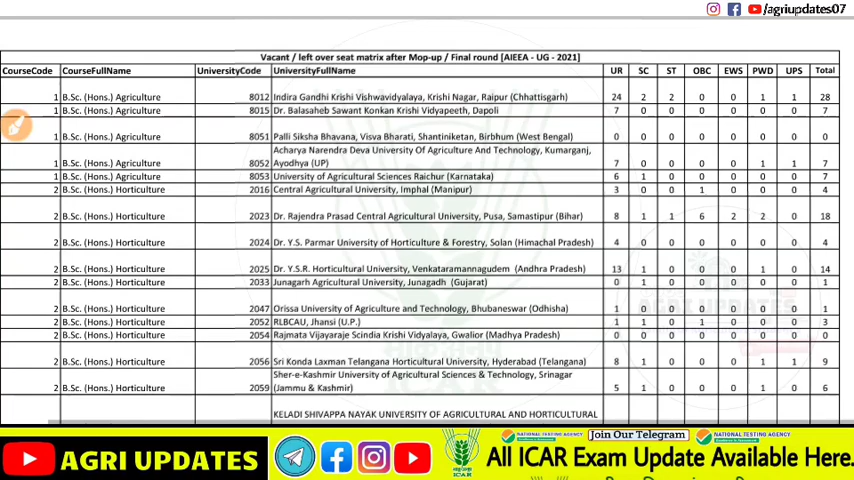 /agriupdates07
Vacant / left over seat matrix after Mop-up / Final round [AIEEA - UG - 2021]
CourseCode CourseFullName UniversityCode UniversityFullName UR SC ST OBC EWS PWD UPS Total
1 B.Sc. (Hons.) Agriculture 8012 Indira Gandhi Krishi Vishwavidyalaya, Krishi Nagar, Raipur (Chhattisgarh) 24 2 2 0 0 1 1 28
1 B.Sc. (Hons.) Agriculture 8015 Dr. Balasaheb Sawant Konkan Krishi Vidyapeeth, Dapoli 7 0 0 0 0 0 0 7
1 B.Sc. (Hons.) Agriculture 8051 Palli Siksha Bhavana, Visva Bharati, Shantiniketan, Birbhum (West Bengal) 0 0 0 0 0 0 0 0
Acharya Narendra Deva University Of Agriculture And Technology, Kumarganj,
1 B.Sc. (Hons.) Agriculture 8052 Ayodhya (UP) 7 0 0 0 0 1 1 7
1 B.Sc. (Hons.) Agriculture 8053 University of Agricultural Sciences Raichur (Karnataka) 6 1 0 0 0 0 0 7
2 B.Sc. (Hons.) Horticulture 2016 Central Agricultural University, Imphal (Manipur) 3 0 0 1 0 0 0 4
2 B.Sc. (Hons.) Horticulture 2023 Dr. Rajendra Prasad Central Agricultural University, Pusa, Samastipur (Bihar) 8 1 1 6 2 2 0 18
2 B.Sc. (Hons.) Horticulture 2024 Dr. Y.S. Parmar University of Horticulture & Forestry, Solan (Himachal Pradesh) 4 0 0 0 0 0 0 4
2 B.Sc. (Hons.) Horticulture 2025 Dr. Y.S.R. Horticultural University, Venkataramannagudem (Andhra Pradesh) 13 1 0 0 0 1 0 14
2 B.Sc. (Hons.) Horticulture 2033 Junagarh Agricultural University, Junagadh (Gujarat) 0 1 0 0 0 0 0 1
2 B.Sc. (Hons.) Horticulture 2047 Orissa University of Agriculture and Technology, Bhubaneswar (Odhisha) 1 0 0 0 0 0 0 1
2 B.Sc. (Hons.) Horticulture 2052 RLBCAU, Jhansi (U.P.) 1 1 0 1 0 0 0 3
2 B.Sc. (Hons.) Horticulture 2054 Rajmata Vijayaraje Scindia Krishi Vidyalaya, Gwalior (Madhya Pradesh) 0 0 0 0 0 0 0 0
2 B.Sc. (Hons.) Horticulture 2056 Sri Konda Laxman Telangana Horticultural University, Hyderabad (Telangana) 8 1 0 0 0 1 1 9
Sher-e-Kashmir University of Agricultural Sciences & Technology, Srinagar
2 B.Sc. (Hons.) Horticulture 2059 (Jammu & Kashmir) 5 1 0 0 0 1 0 6
KELADI SHIVAPPA NAYAK UNIVERSITY OF AGRICULTURAL AND HORTICULTURAL
AGRI UPDATES
AGRI UPDATES
ICAR
NATIONAL TESTING AGENCY
Join Our Telegram
NATIONAL TESTING AGENCY
All ICAR Exam Update Available Here.